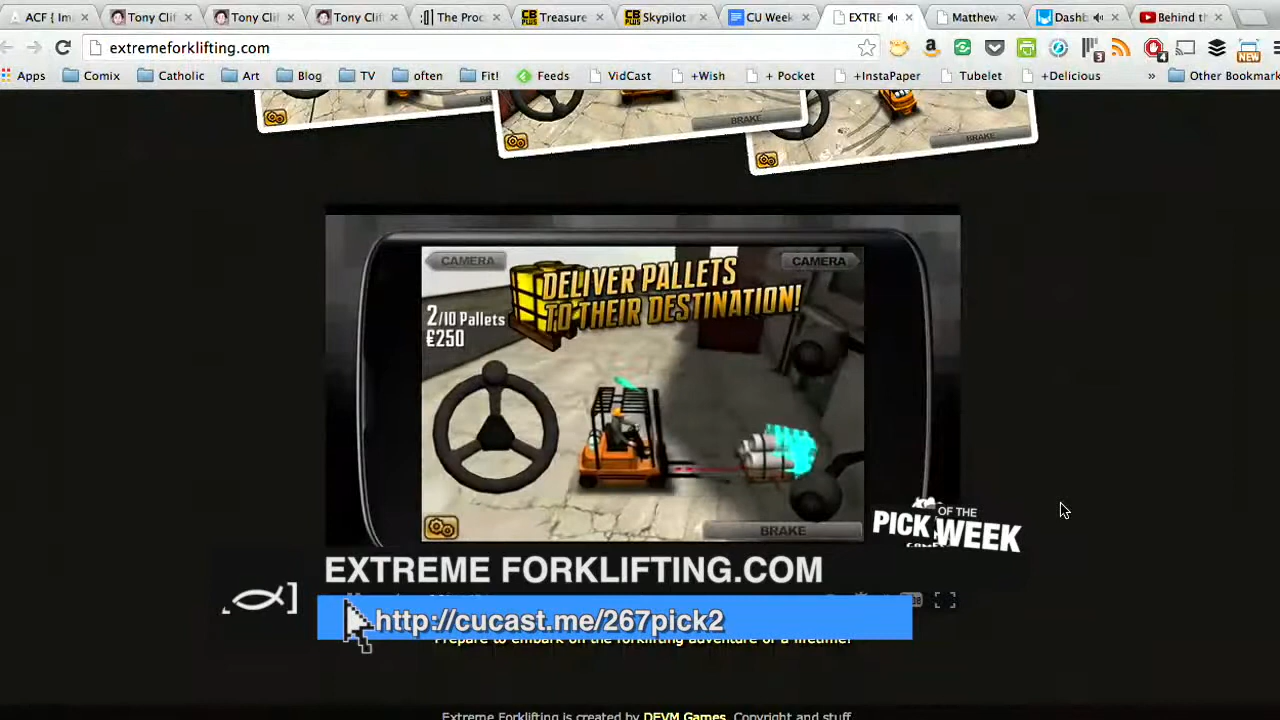 ACF { Im
Tony Clif
Tony Clif
Tony Clif
The Proc
Treasure
Skypilot
CU Week
EXTRE
Matthew
Dashb
Behind th
extremeforklifting.com
3
4
NEW
Apps
Comix
Catholic
Art
Blog
TV
often
Fit!
Feeds
VidCast
+Wish
+ Pocket
+InstaPaper
Tubelet
+Delicious
»
Other Bookmark
BRAKE
BRAKE
CAMERA
CAMERA
DELIVER PALLETS
TO THEIR DESTINATION!
2/10 Pallets
€250
BRAKE
PICK OF THE WEEK
EXTREME FORKLIFTING.COM
http://cucast.me/267pick2
Prepare to embark on the forklifting adventure of a lifetime!
Extreme Forklifting is created by DEVM Games. Copyright and stuff.